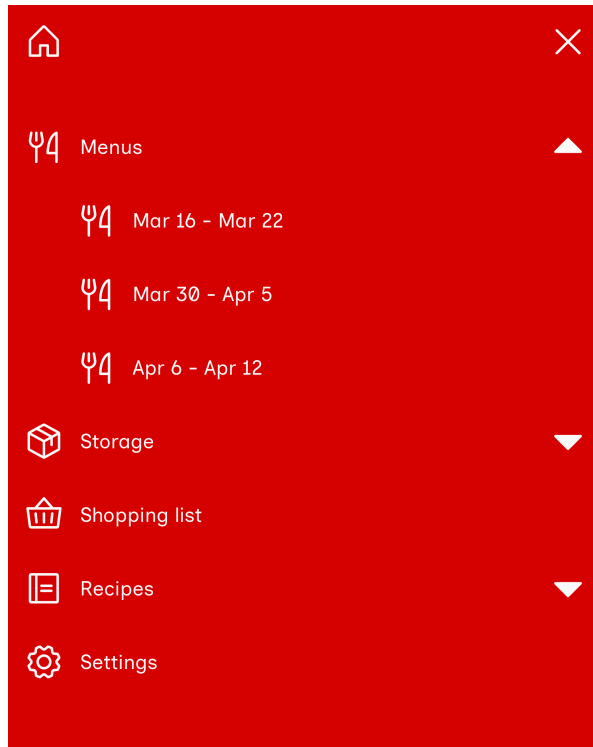 Menus
Mar 16 - Mar 22
Mar 30 - Apr 5
Apr 6 - Apr 12
Storage
Shopping list
Recipes
Settings